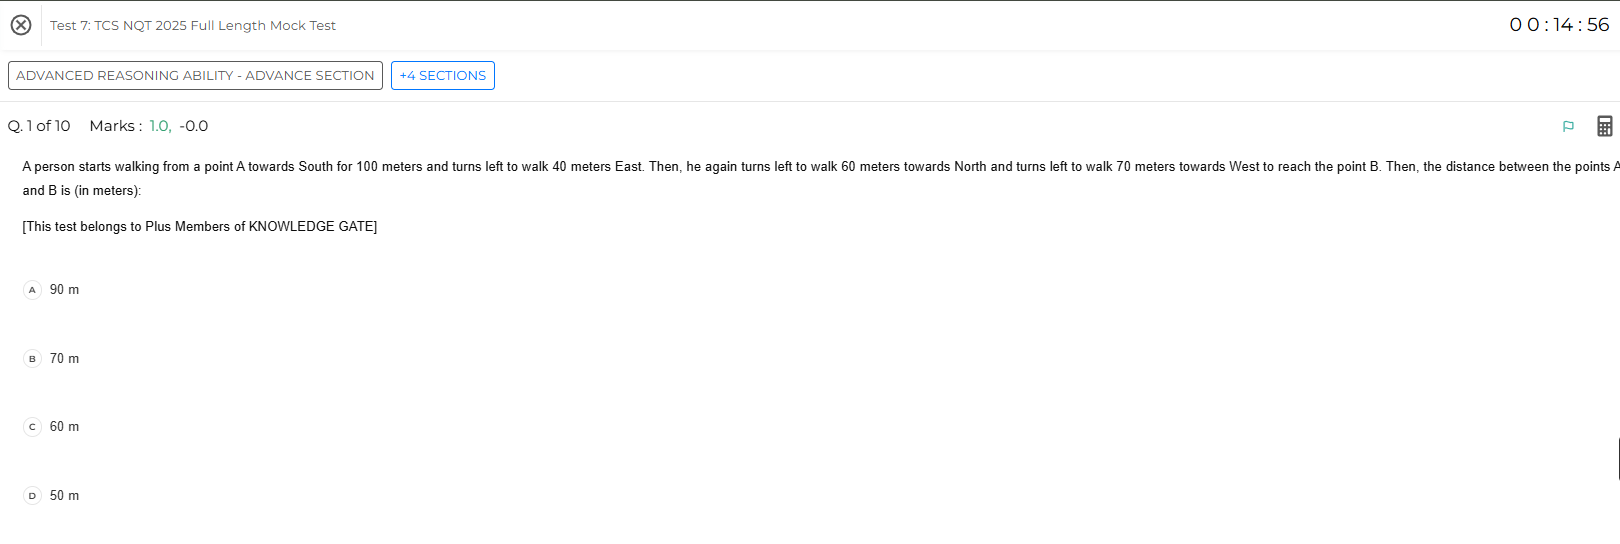 Test 7: TCS NQT 2025 Full Length Mock Test
00:14:56
ADVANCED REASONING ABILITY - ADVANCE SECTION
+4 SECTIONS
Q. 1 of 10 Marks : 1.0, -0.0
A person starts walking from a point A towards South for 100 meters and turns left to walk 40 meters East. Then, he again turns left to walk 60 meters towards North and turns left to walk 70 meters towards West to reach the point B. Then, the distance between the points A
and B is (in meters):
[This test belongs to Plus Members of KNOWLEDGE GATE]
A 90 m
B 70 m
C 60 m
D 50 m